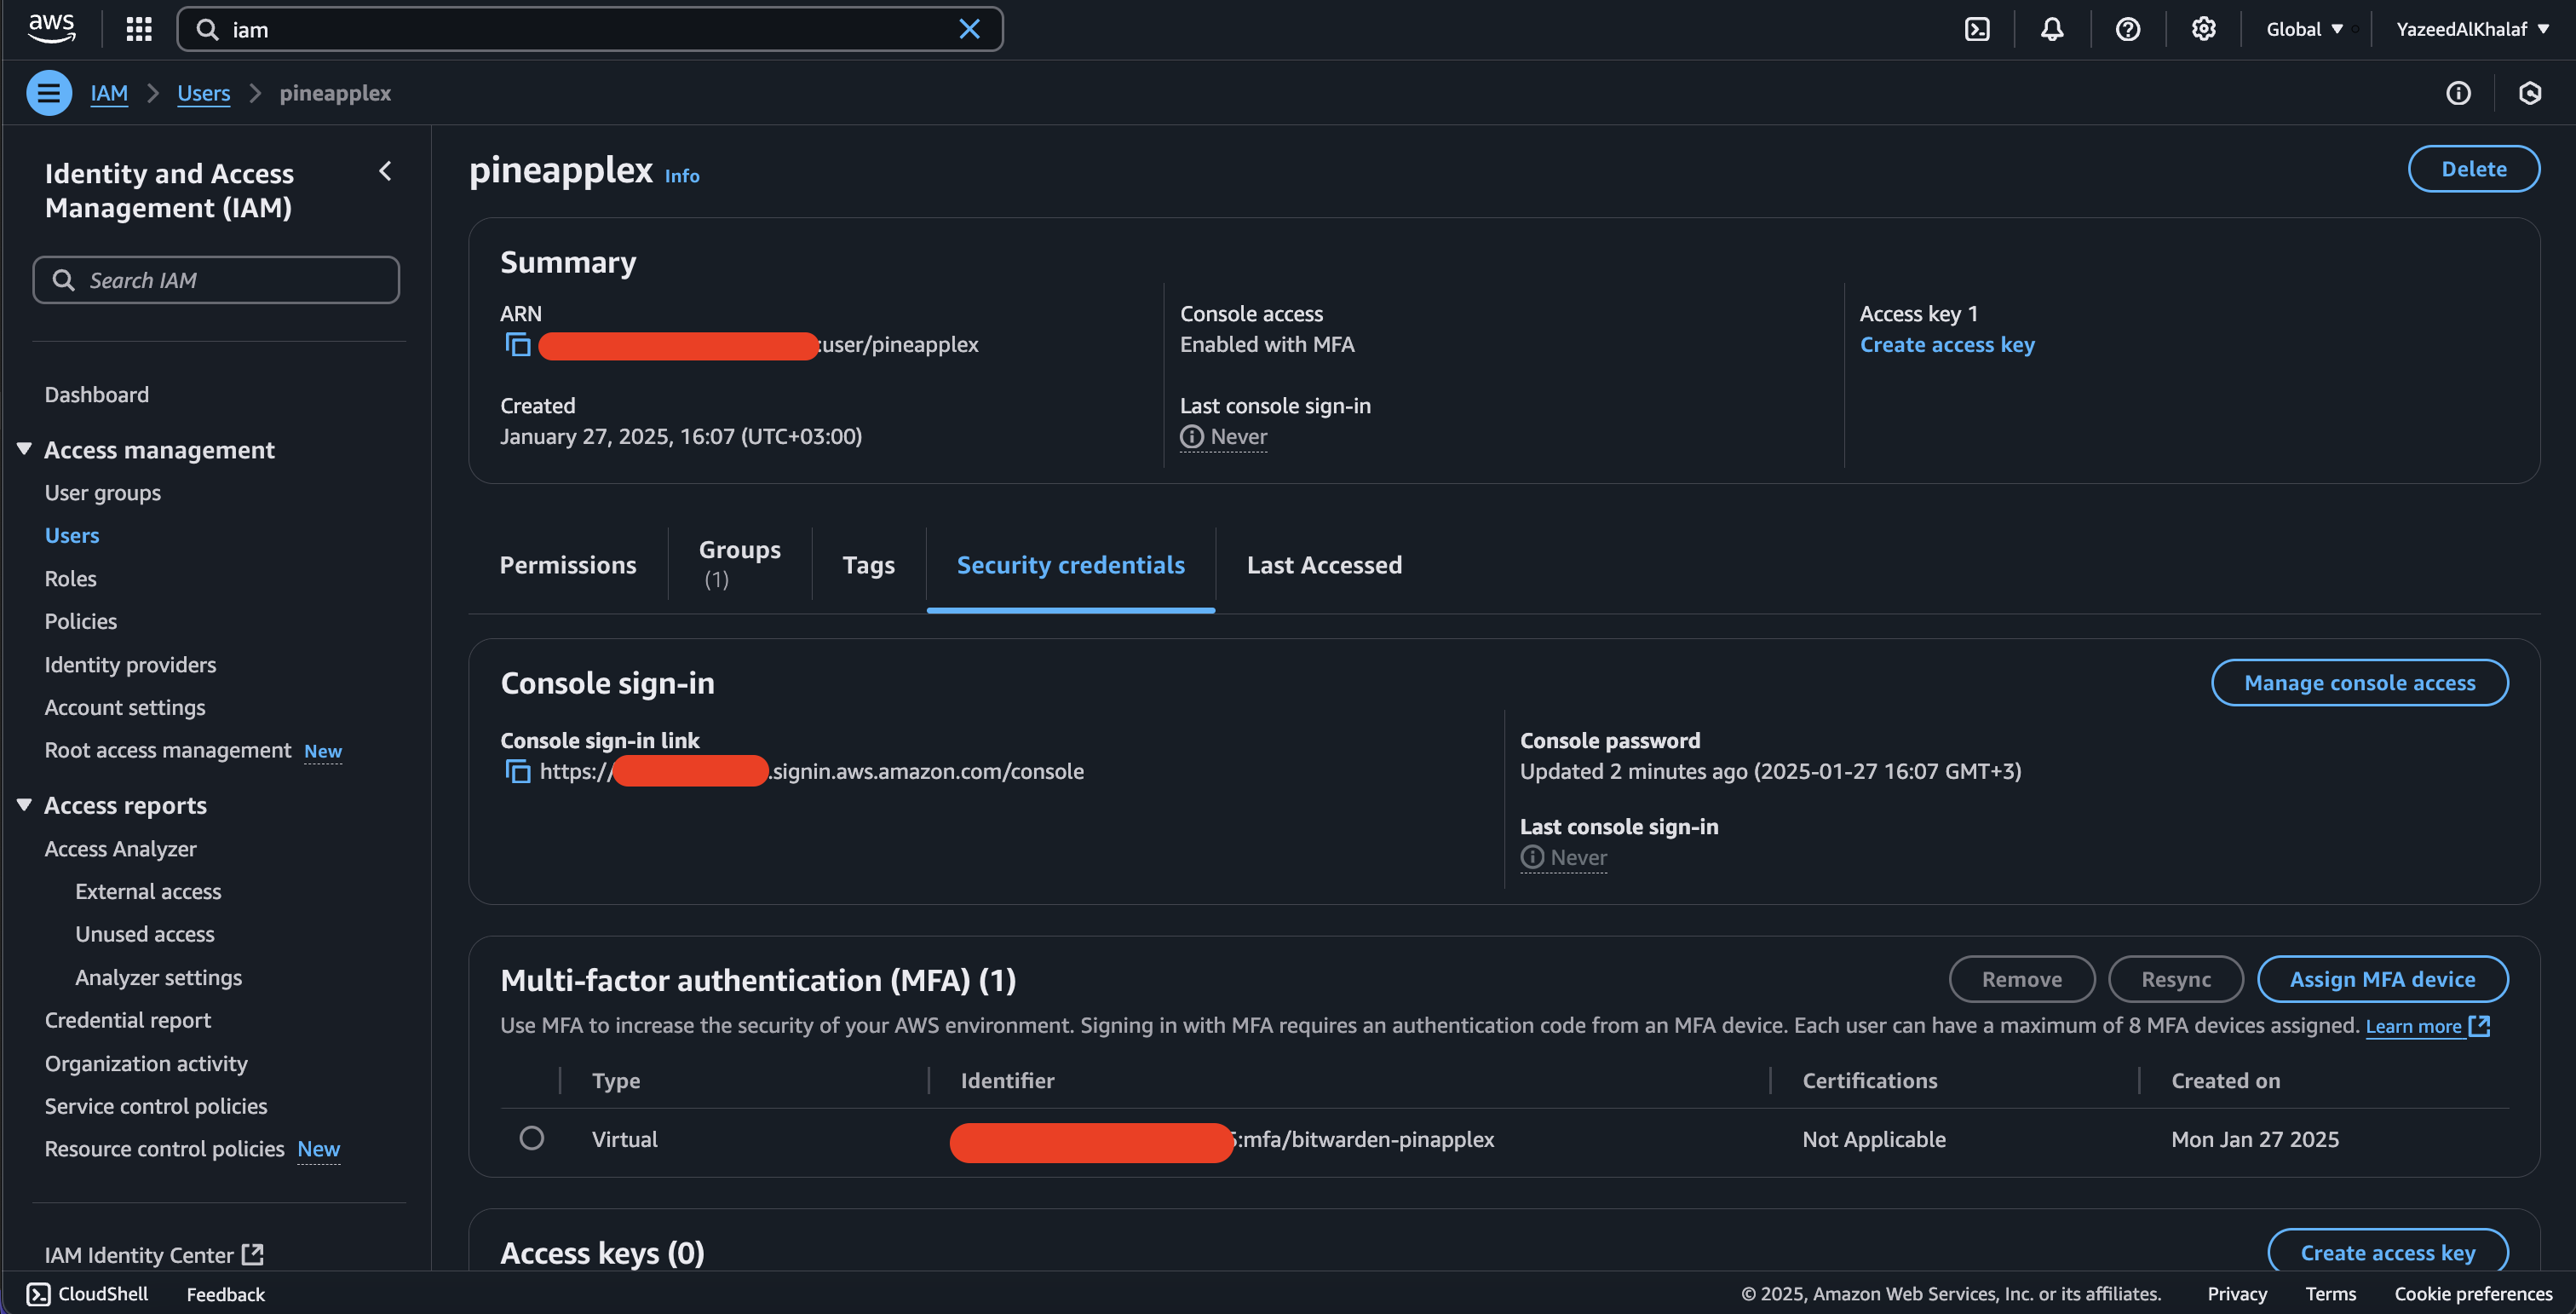 aws
iam
Global
YazeedAlKhalaf
IAM
Users
pineapplex
Identity and Access
Management (IAM)
Search IAM
Dashboard
Access management
User groups
Users
Roles
Policies
Identity providers
Account settings
Root access management New
Access reports
Access Analyzer
External access
Unused access
Analyzer settings
Credential report
Organization activity
Service control policies
Resource control policies New
IAM Identity Center
pineapplex Info
Delete
Summary
ARN
:user/pineapplex
Created
January 27, 2025, 16:07 (UTC+03:00)
Console access
Enabled with MFA
Last console sign-in
Never
Access key 1
Create access key
Permissions
Groups
(1)
Tags
Security credentials
Last Accessed
Console sign-in
Manage console access
Console sign-in link
https:// .signin.aws.amazon.com/console
Console password
Updated 2 minutes ago (2025-01-27 16:07 GMT+3)
Last console sign-in
Never
Multi-factor authentication (MFA) (1)
Remove
Resync
Assign MFA device
Use MFA to increase the security of your AWS environment. Signing in with MFA requires an authentication code from an MFA device. Each user can have a maximum of 8 MFA devices assigned. Learn more
Type
Identifier
Certifications
Created on
Virtual
:mfa/bitwarden-pinapplex
Not Applicable
Mon Jan 27 2025
Access keys (0)
Create access key
CloudShell
Feedback
© 2025, Amazon Web Services, Inc. or its affiliates.
Privacy
Terms
Cookie preferences